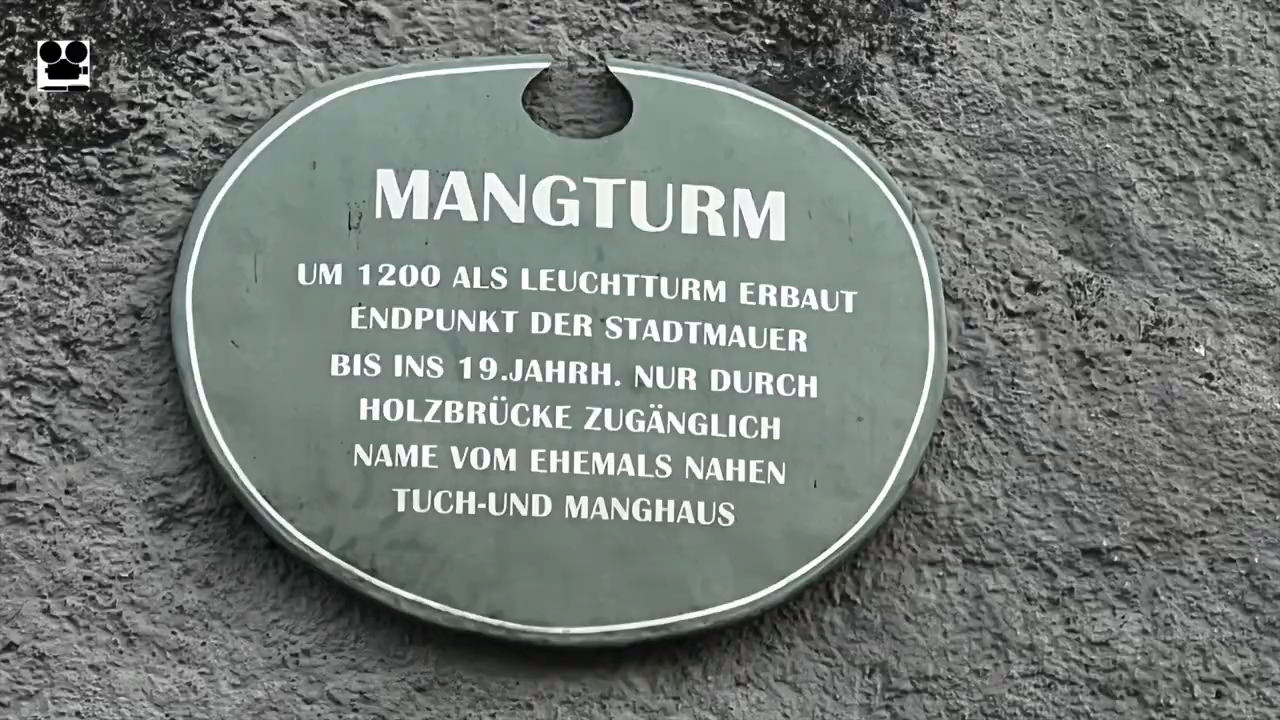 MANGTURM
UM 1200 ALS LEUCHTTURM ERBAUT
ENDPUNKT DER STADTMAUER
BIS INS 19.JAHRH. NUR DURCH
HOLZBRÜCKE ZUGÄNGLICH
NAME VOM EHEMALS NAHEN
TUCH-UND MANGHAUS